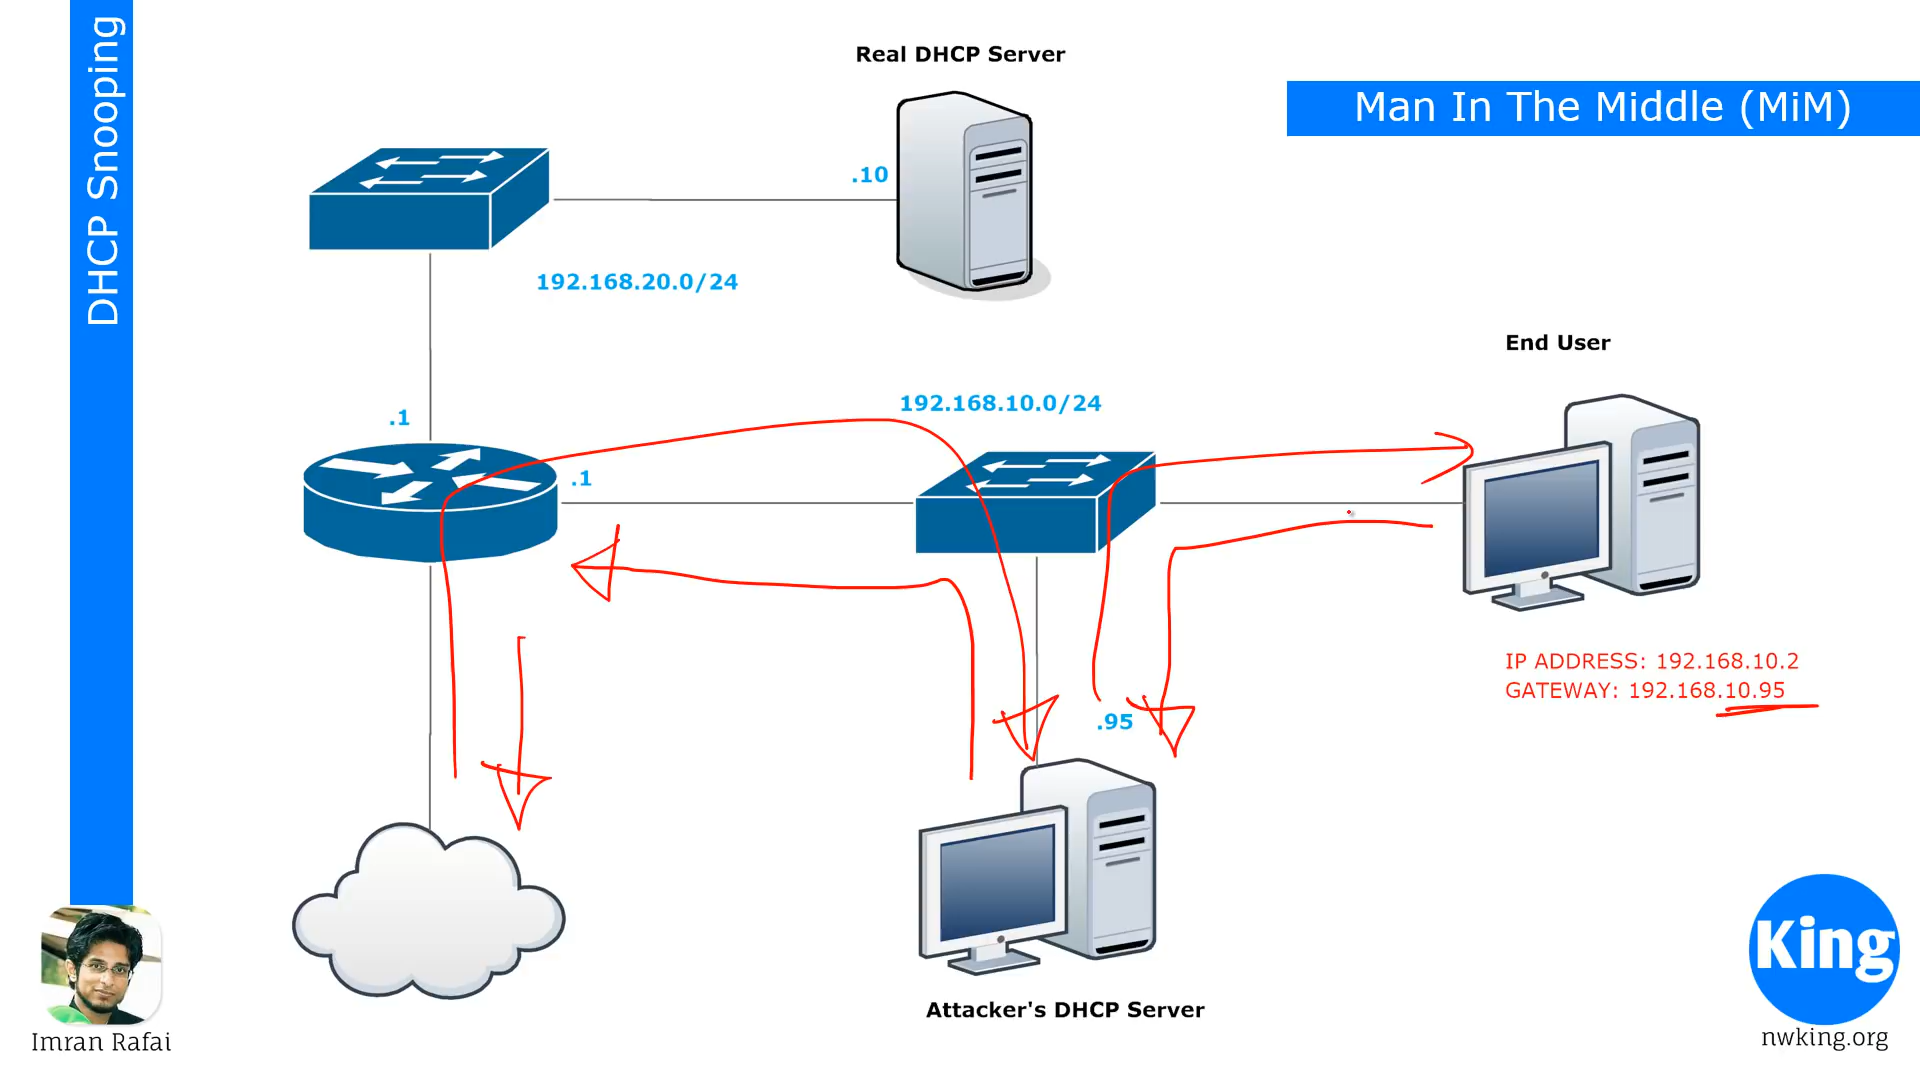 DHCP Snooping
Real DHCP Server
Man In The Middle (MiM)
.10
192.168.20.0/24
End User
192.168.10.0/24
.1
.1
IP ADDRESS: 192.168.10.2
GATEWAY: 192.168.10.95
.95
King
Attacker's DHCP Server
Imran Rafai
nwking.org